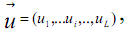 u⃗ = (u₁,...uᵢ,..,u_L) ,